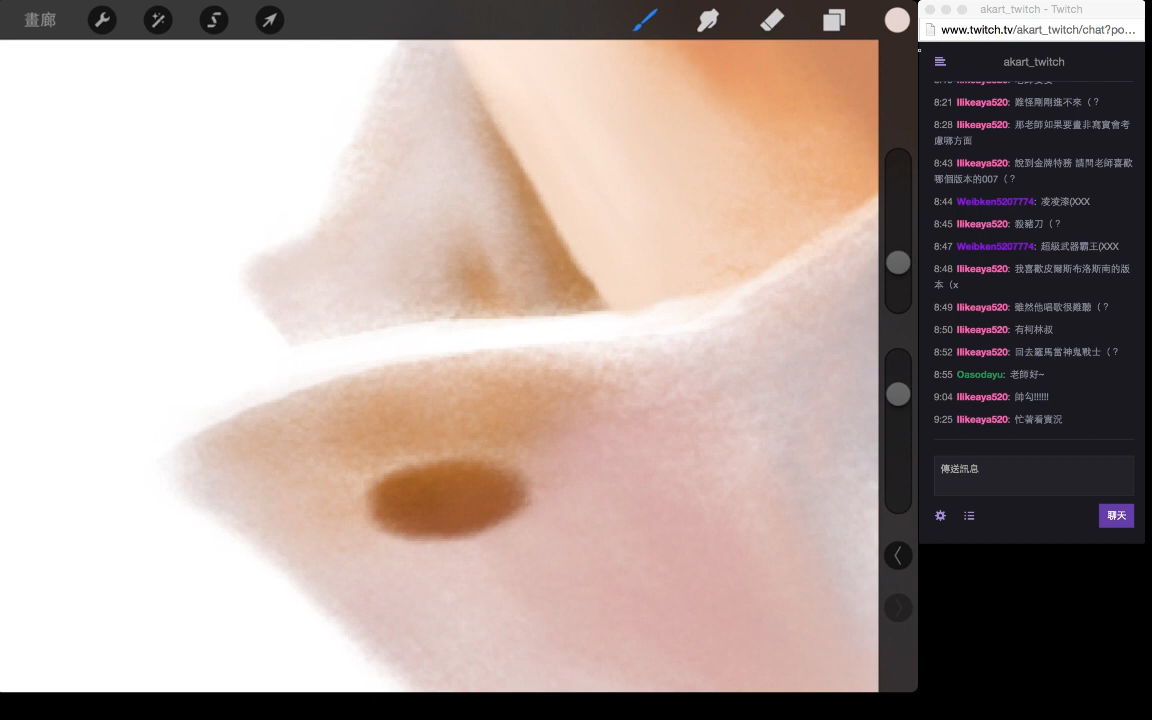 畫廊
akart_twitch - Twitch
www.twitch.tv/akart_twitch/chat?po...
akart_twitch
8:21 Ilikeaya520: 難怪剛剛進不來（？
8:28 Ilikeaya520: 那老師如果要畫非寫實會考
慮哪方面
8:43 Ilikeaya520: 說到金牌特務 請問老師喜歡
哪個版本的007（？
8:44 Weibken5207774: 凌凌漆(XXX
8:45 Ilikeaya520: 殺豬刀（？
8:47 Weibken5207774: 超級武器霸王(XXX
8:48 Ilikeaya520: 我喜歡皮爾斯布洛斯南的版
本（x
8:49 Ilikeaya520: 雖然他唱歌很難聽（？
8:50 Ilikeaya520: 有柯林叔
8:52 Ilikeaya520: 回去羅馬當神鬼戰士（？
8:55 Oasodayu: 老師好~
9:04 Ilikeaya520: 帥勾!!!!!!
9:25 Ilikeaya520: 忙著看實況
傳送訊息
聊天